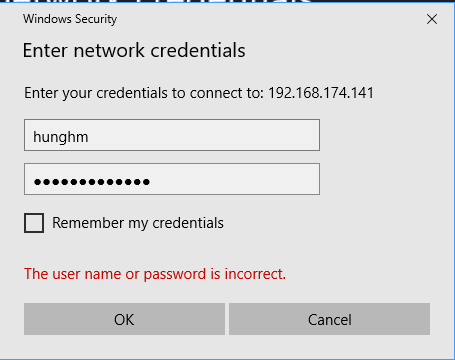 Windows Security
Enter network credentials
Enter your credentials to connect to: 192.168.174.141
hunghm
●●●●●●●●●●●●●
Remember my credentials
The user name or password is incorrect.
OK
Cancel